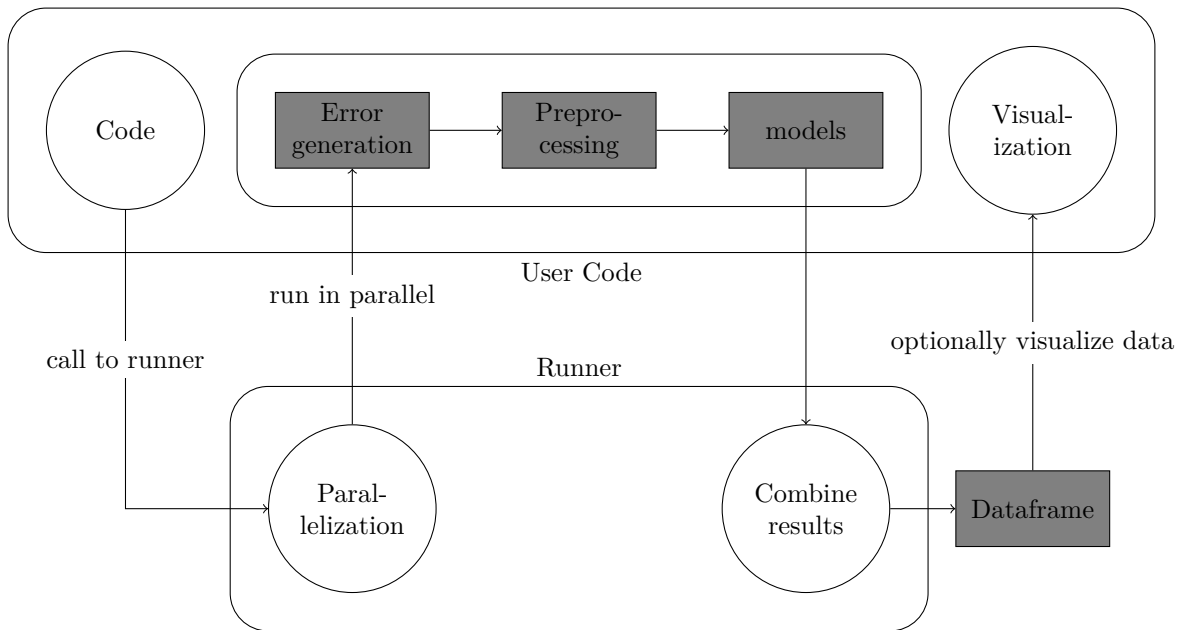 Code
Error
generation
Prepro-
cessing
models
Visual-
ization
User Code
run in parallel
call to runner
optionally visualize data
Runner
Paral-
lelization
Combine
results
Dataframe